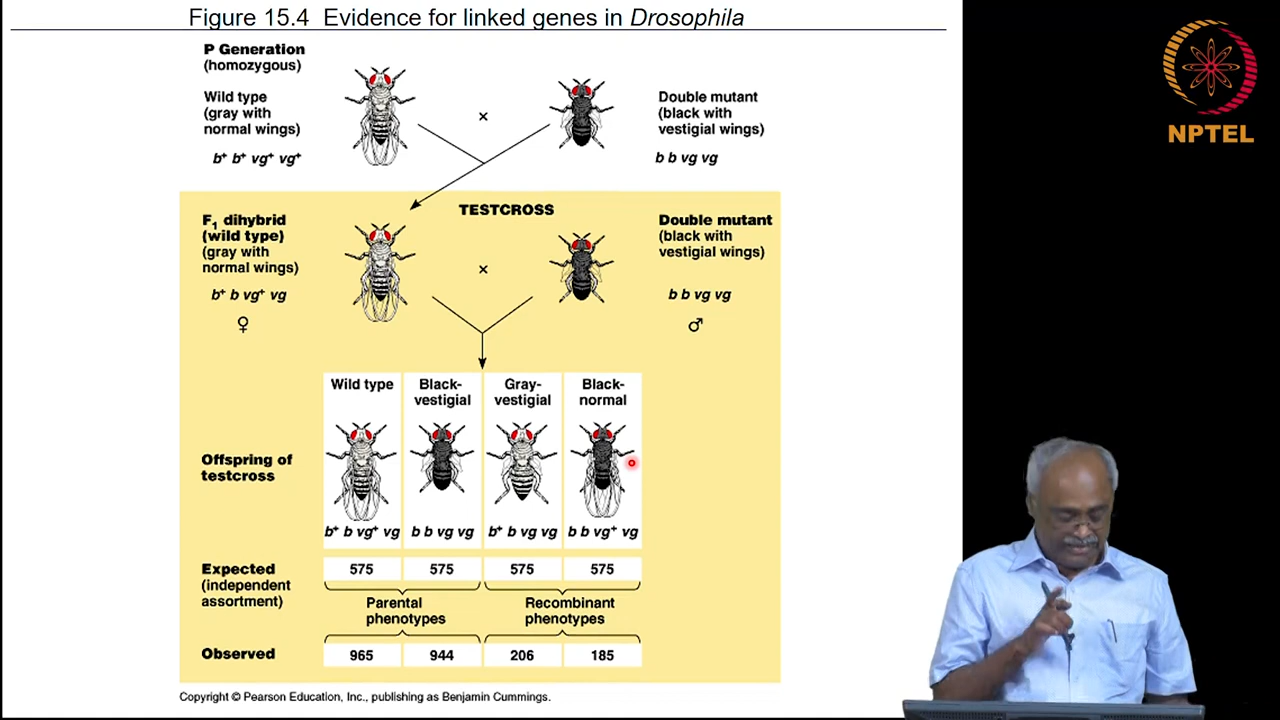 Figure 15.4 Evidence for linked genes in Drosophila
NPTEL
P Generation
(homozygous)
Wild type
(gray with
normal wings)
b⁺ b⁺ vg⁺ vg⁺
×
Double mutant
(black with
vestigial wings)
b b vg vg
TESTCROSS
F₁ dihybrid
(wild type)
(gray with
normal wings)
b⁺ b vg⁺ vg
♀
×
Double mutant
(black with
vestigial wings)
b b vg vg
♂
Wild type
Black-
vestigial
Gray-
vestigial
Black-
normal
Offspring of
testcross
b⁺ b vg⁺ vg
b b vg vg
b⁺ b vg vg
b b vg⁺ vg
Expected
(independent
assortment)
575
575
575
575
Parental
phenotypes
Recombinant
phenotypes
Observed
965
944
206
185
Copyright © Pearson Education, Inc., publishing as Benjamin Cummings.